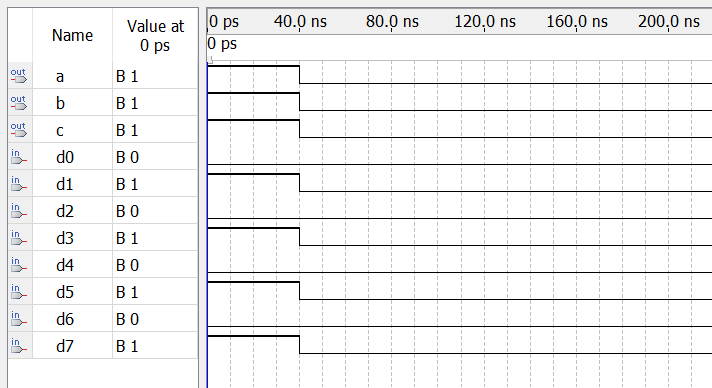 Name Value at 0 ps 0 ps 40.0 ns 80.0 ns 120.0 ns 160.0 ns 200.0 ns
0 ps
out a B 1
out b B 1
out c B 1
in d0 B 0
in d1 B 1
in d2 B 0
in d3 B 1
in d4 B 0
in d5 B 1
in d6 B 0
in d7 B 1